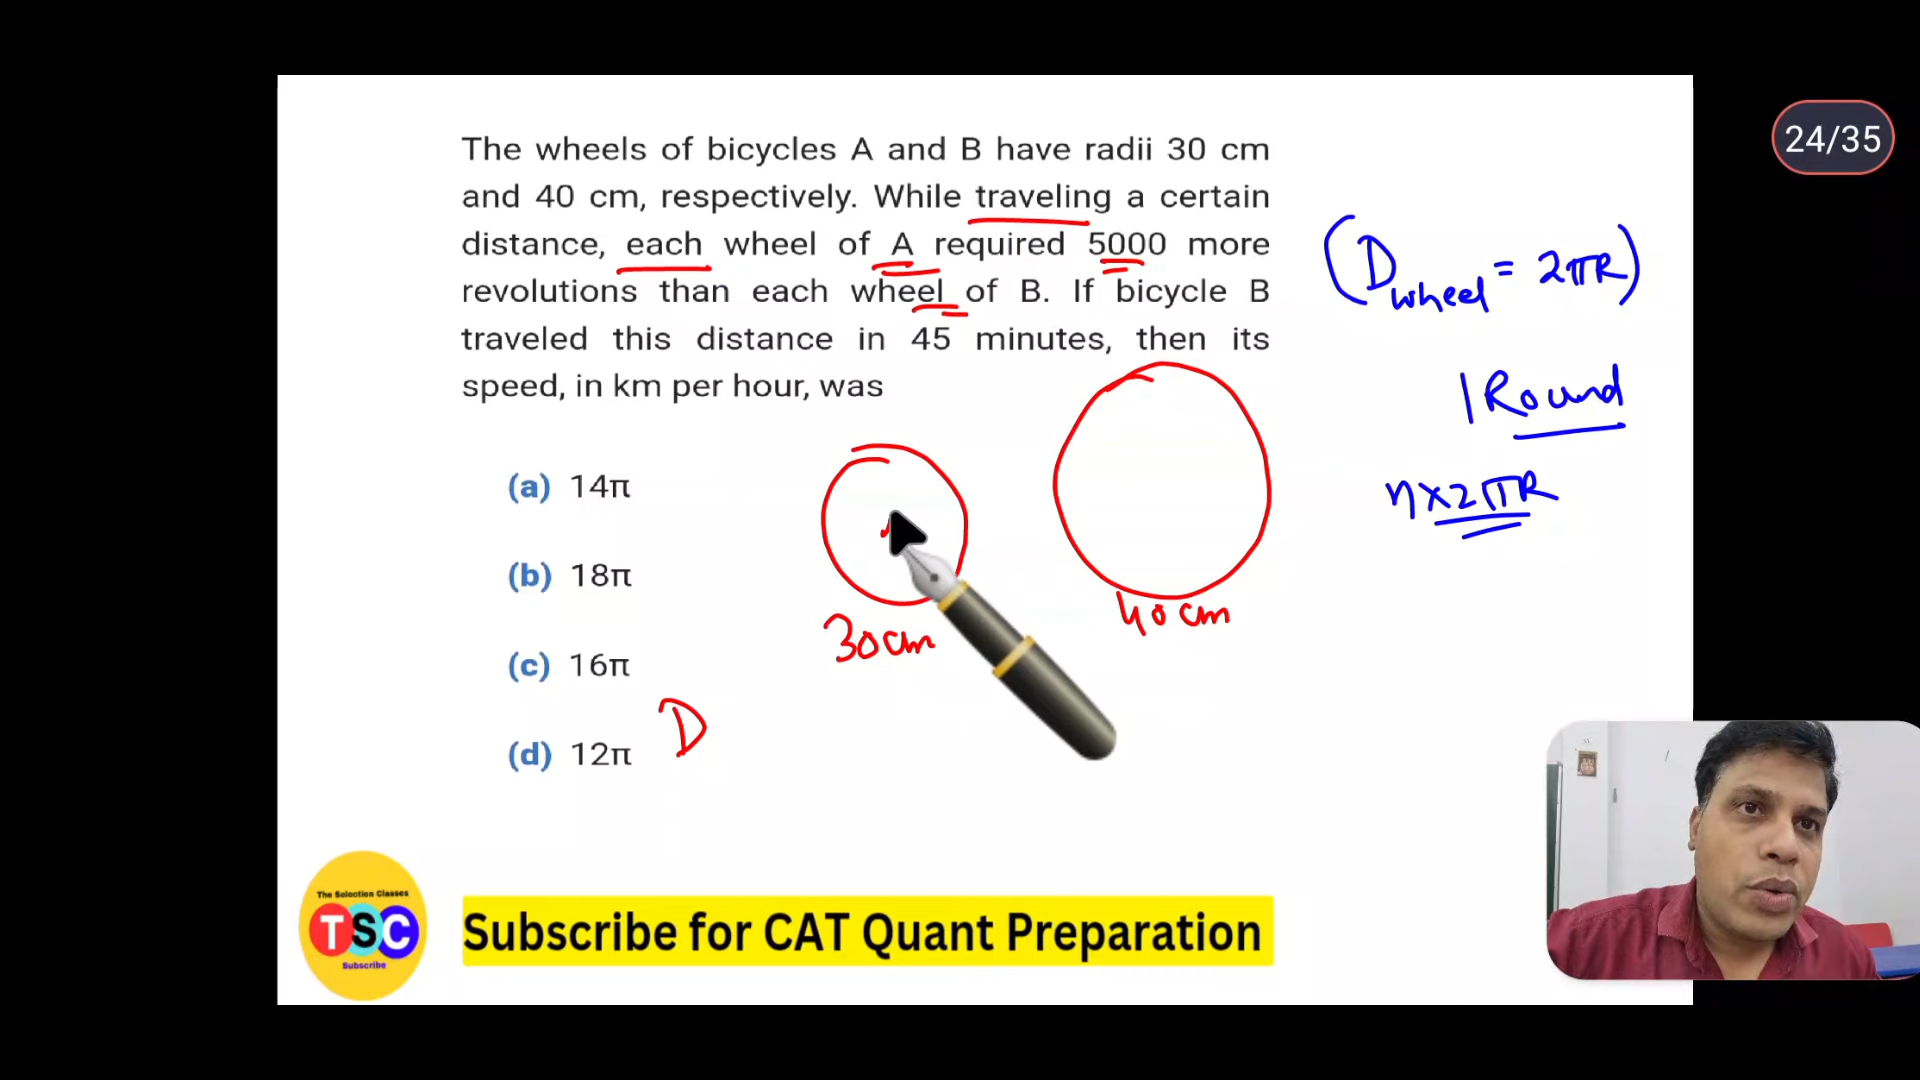 24/35
The wheels of bicycles A and B have radii 30 cm
and 40 cm, respectively. While traveling a certain
distance, each wheel of A required 5000 more
revolutions than each wheel of B. If bicycle B
traveled this distance in 45 minutes, then its
speed, in km per hour, was
(D wheel = 2πR)
1 Round
n×2πR
(a) 14π
(b) 18π
(c) 16π
(d) 12π
D
30cm
40cm
The Selection Classes
TSC
Subscribe
Subscribe for CAT Quant Preparation